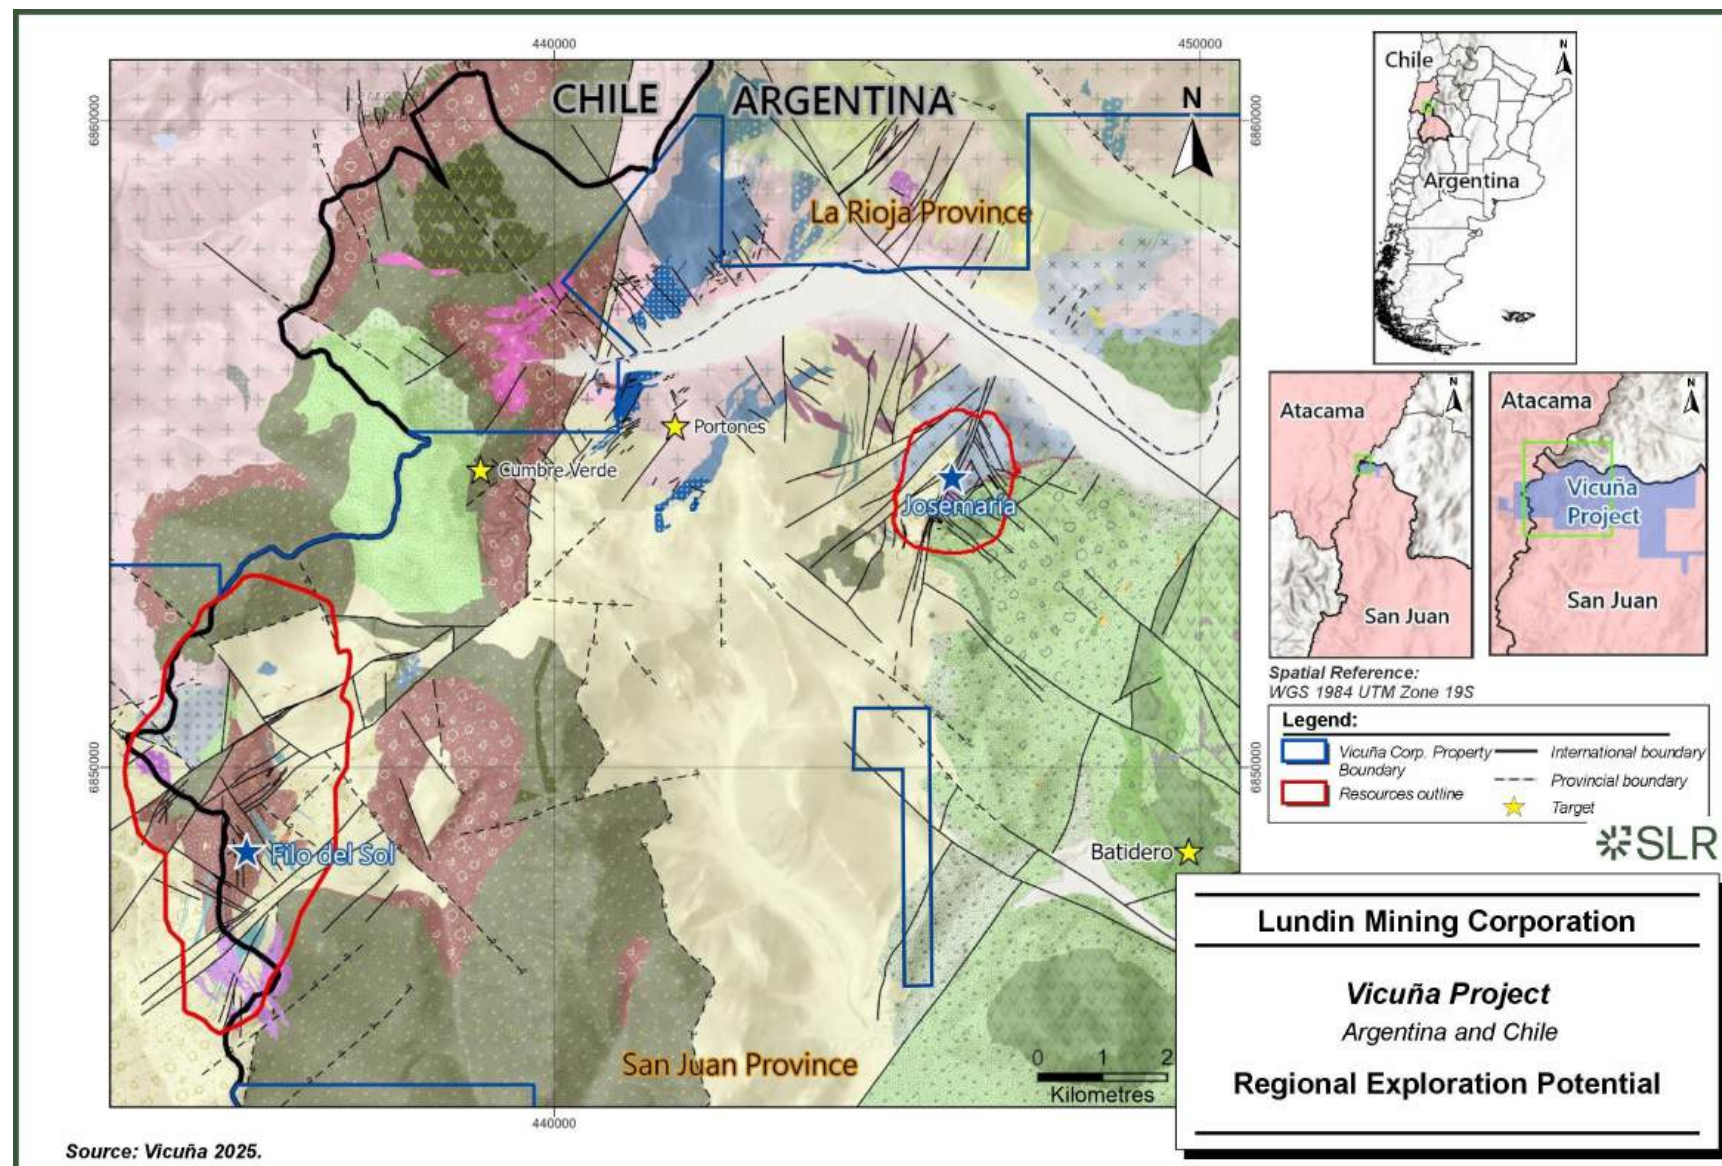 440000
450000
CHILE
ARGENTINA
N
6860000
6860000
La Rioja Province
Portones
Cumbre Verde
Josemaría
6850000
6850000
Filo del Sol
Batidero
San Juan Province
0 1 2
Kilometres
440000
Source: Vicuña 2025.
Chile
N
Argentina
Atacama
N
San Juan
Atacama
N
Vicuña
Project
San Juan
Spatial Reference:
WGS 1984 UTM Zone 19S
Legend:
Vicuña Corp. Property
Boundary
Resources outline
International boundary
Provincial boundary
Target
SLR
Lundin Mining Corporation
Vicuña Project
Argentina and Chile
Regional Exploration Potential